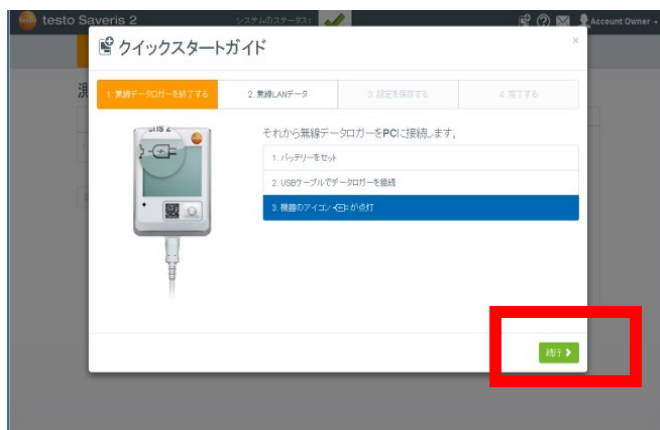 testo Saveris 2
システムのステータス:
Account Owner
クイックスタートガイド
×
1. 無線データロガーを終了する
2. 無線LANデータ
3. 設定を保存する
4. 完了する
それから無線データロガーをPCに接続します。
1. バッテリーをセット
2. USBケーブルでデータロガーを接続
3. 機器のアイコン が点灯
続行